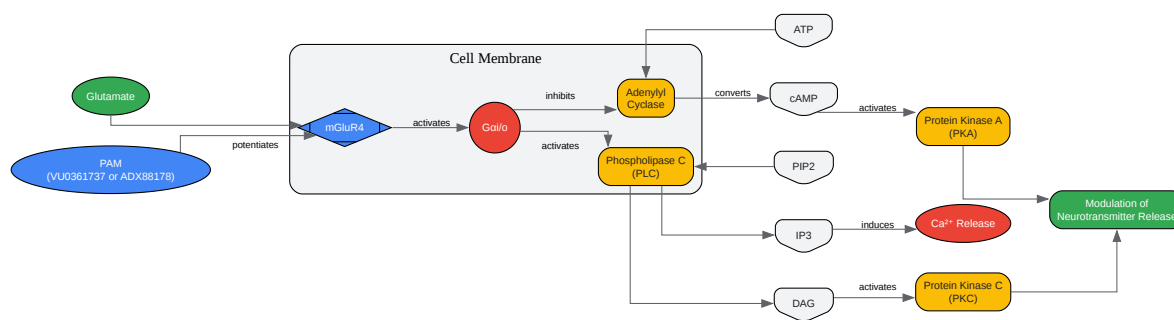 ATP
Cell Membrane
Glutamate
inhibits
Adenylyl
Cyclase
converts
cAMP
activates
Protein Kinase A
(PKA)
mGluR4
activates
Gαi/o
potentiates
activates
PAM
(VU0361737 or ADX88178)
Phospholipase C
(PLC)
PIP2
Modulation of
Neurotransmitter Release
IP3
induces
Ca²⁺ Release
DAG
activates
Protein Kinase C
(PKC)